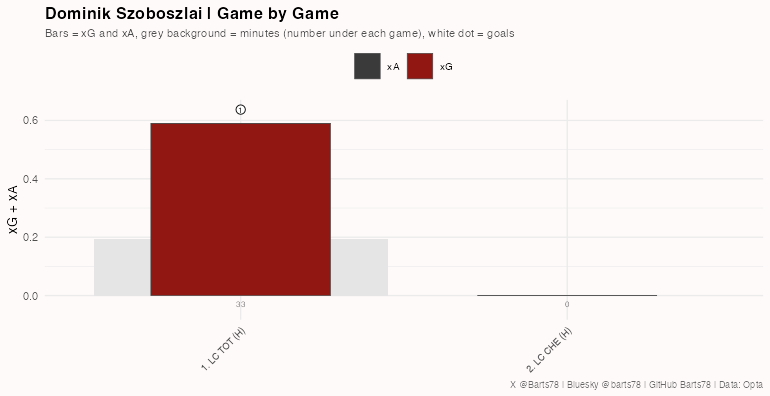 Dominik Szoboszlai | Game by Game
Bars = xG and xA, grey background = minutes (number under each game), white dot = goals
xA xG
1
0.6
0.4
0.2
0.0
xG + xA
33 0
1. LC TOT (H)
2. LC CHE (H)
X @Barts78 | Bluesky @barts78 | GitHub Barts78 | Data: Opta